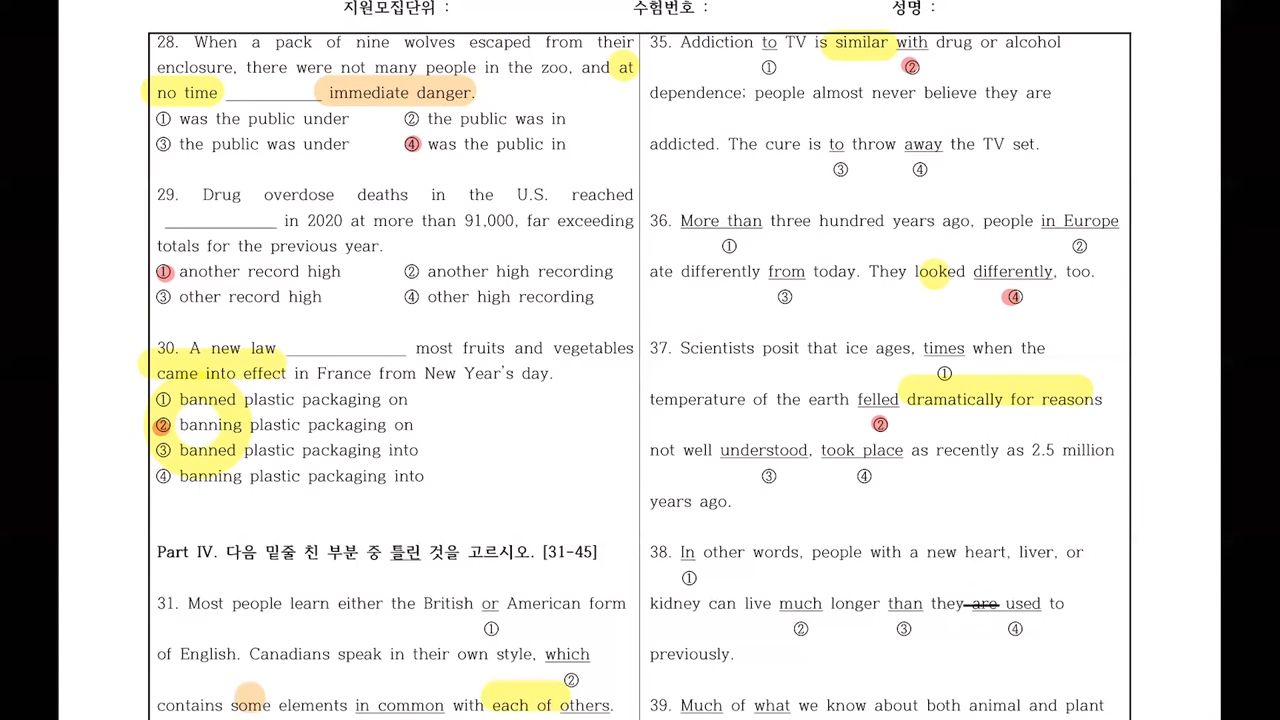 지원모집단위 : 수험번호 : 성명 :
28. When a pack of nine wolves escaped from their
enclosure, there were not many people in the zoo, and at
no time ____________ immediate danger.
① was the public under ② the public was in
③ the public was under ④ was the public in
29. Drug overdose deaths in the U.S. reached
______________ in 2020 at more than 91,000, far exceeding
totals for the previous year.
① another record high ② another high recording
③ other record high ④ other high recording
30. A new law _______________ most fruits and vegetables
came into effect in France from New Year's day.
① banned plastic packaging on
② banning plastic packaging on
③ banned plastic packaging into
④ banning plastic packaging into
Part Ⅳ. 다음 밑줄 친 부분 중 틀린 것을 고르시오. [31-45]
31. Most people learn either the British or American form
①
of English. Canadians speak in their own style, which
②
contains some elements in common with each of others.
35. Addiction to TV is similar with drug or alcohol
① ②
dependence; people almost never believe they are
addicted. The cure is to throw away the TV set.
③ ④
36. More than three hundred years ago, people in Europe
① ②
ate differently from today. They looked differently, too.
③ ④
37. Scientists posit that ice ages, times when the
①
temperature of the earth felled dramatically for reasons
②
not well understood, took place as recently as 2.5 million
③ ④
years ago.
38. In other words, people with a new heart, liver, or
①
kidney can live much longer than they are used to
② ③ ④
previously.
39. Much of what we know about both animal and plant